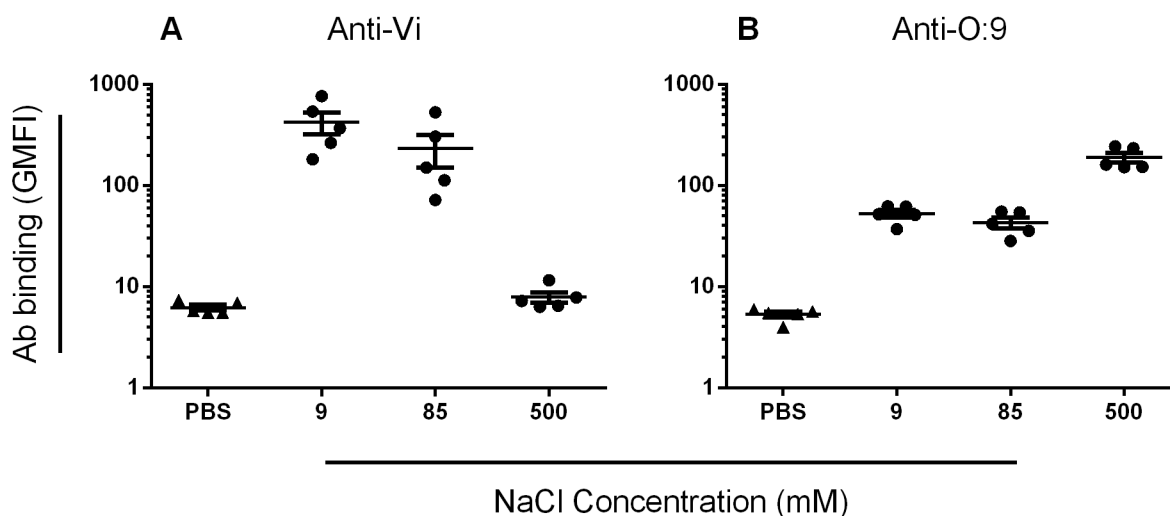 A Anti-Vi
B Anti-O:9
Ab binding (GMFI)
1000
100
10
1
PBS 9 85 500
1000
100
10
1
PBS 9 85 500
NaCl Concentration (mM)